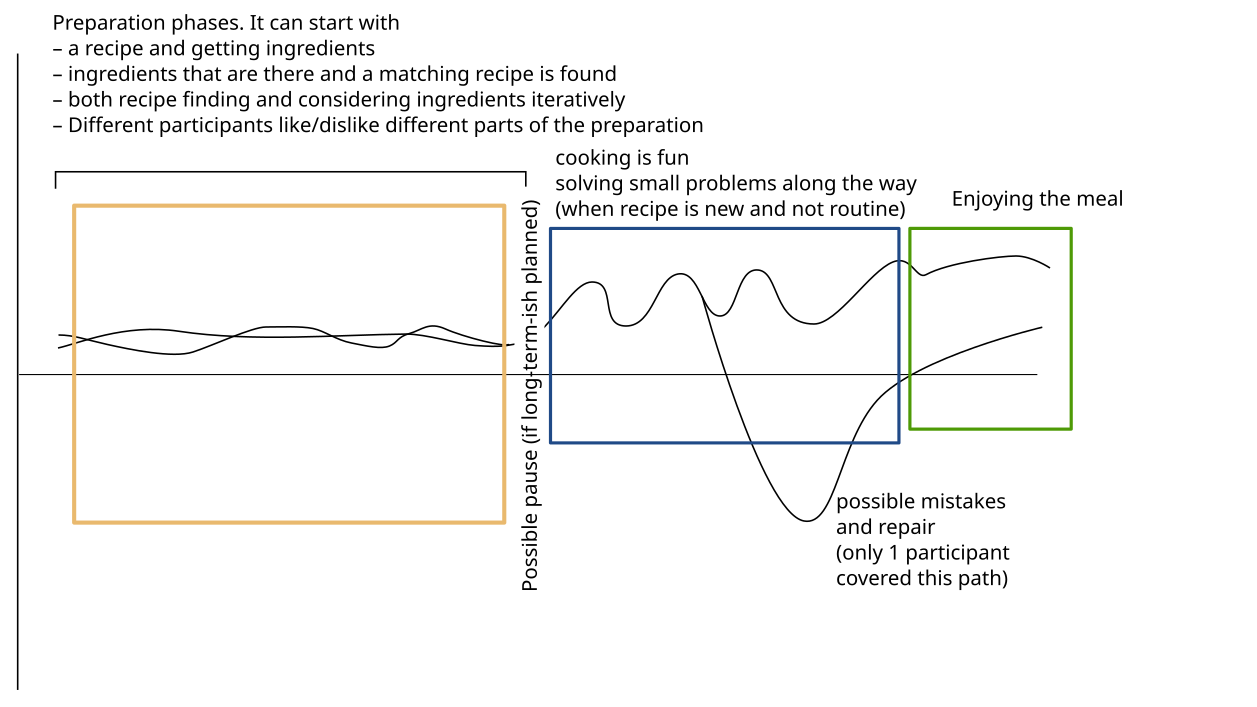 Preparation phases. It can start with
– a recipe and getting ingredients
– ingredients that are there and a matching recipe is found
– both recipe finding and considering ingredients iteratively
– Different participants like/dislike different parts of the preparation
cooking is fun
solving small problems along the way
(when recipe is new and not routine)
Enjoying the meal
Possible pause (if long-term-ish planned)
possible mistakes
and repair
(only 1 participant
covered this path)